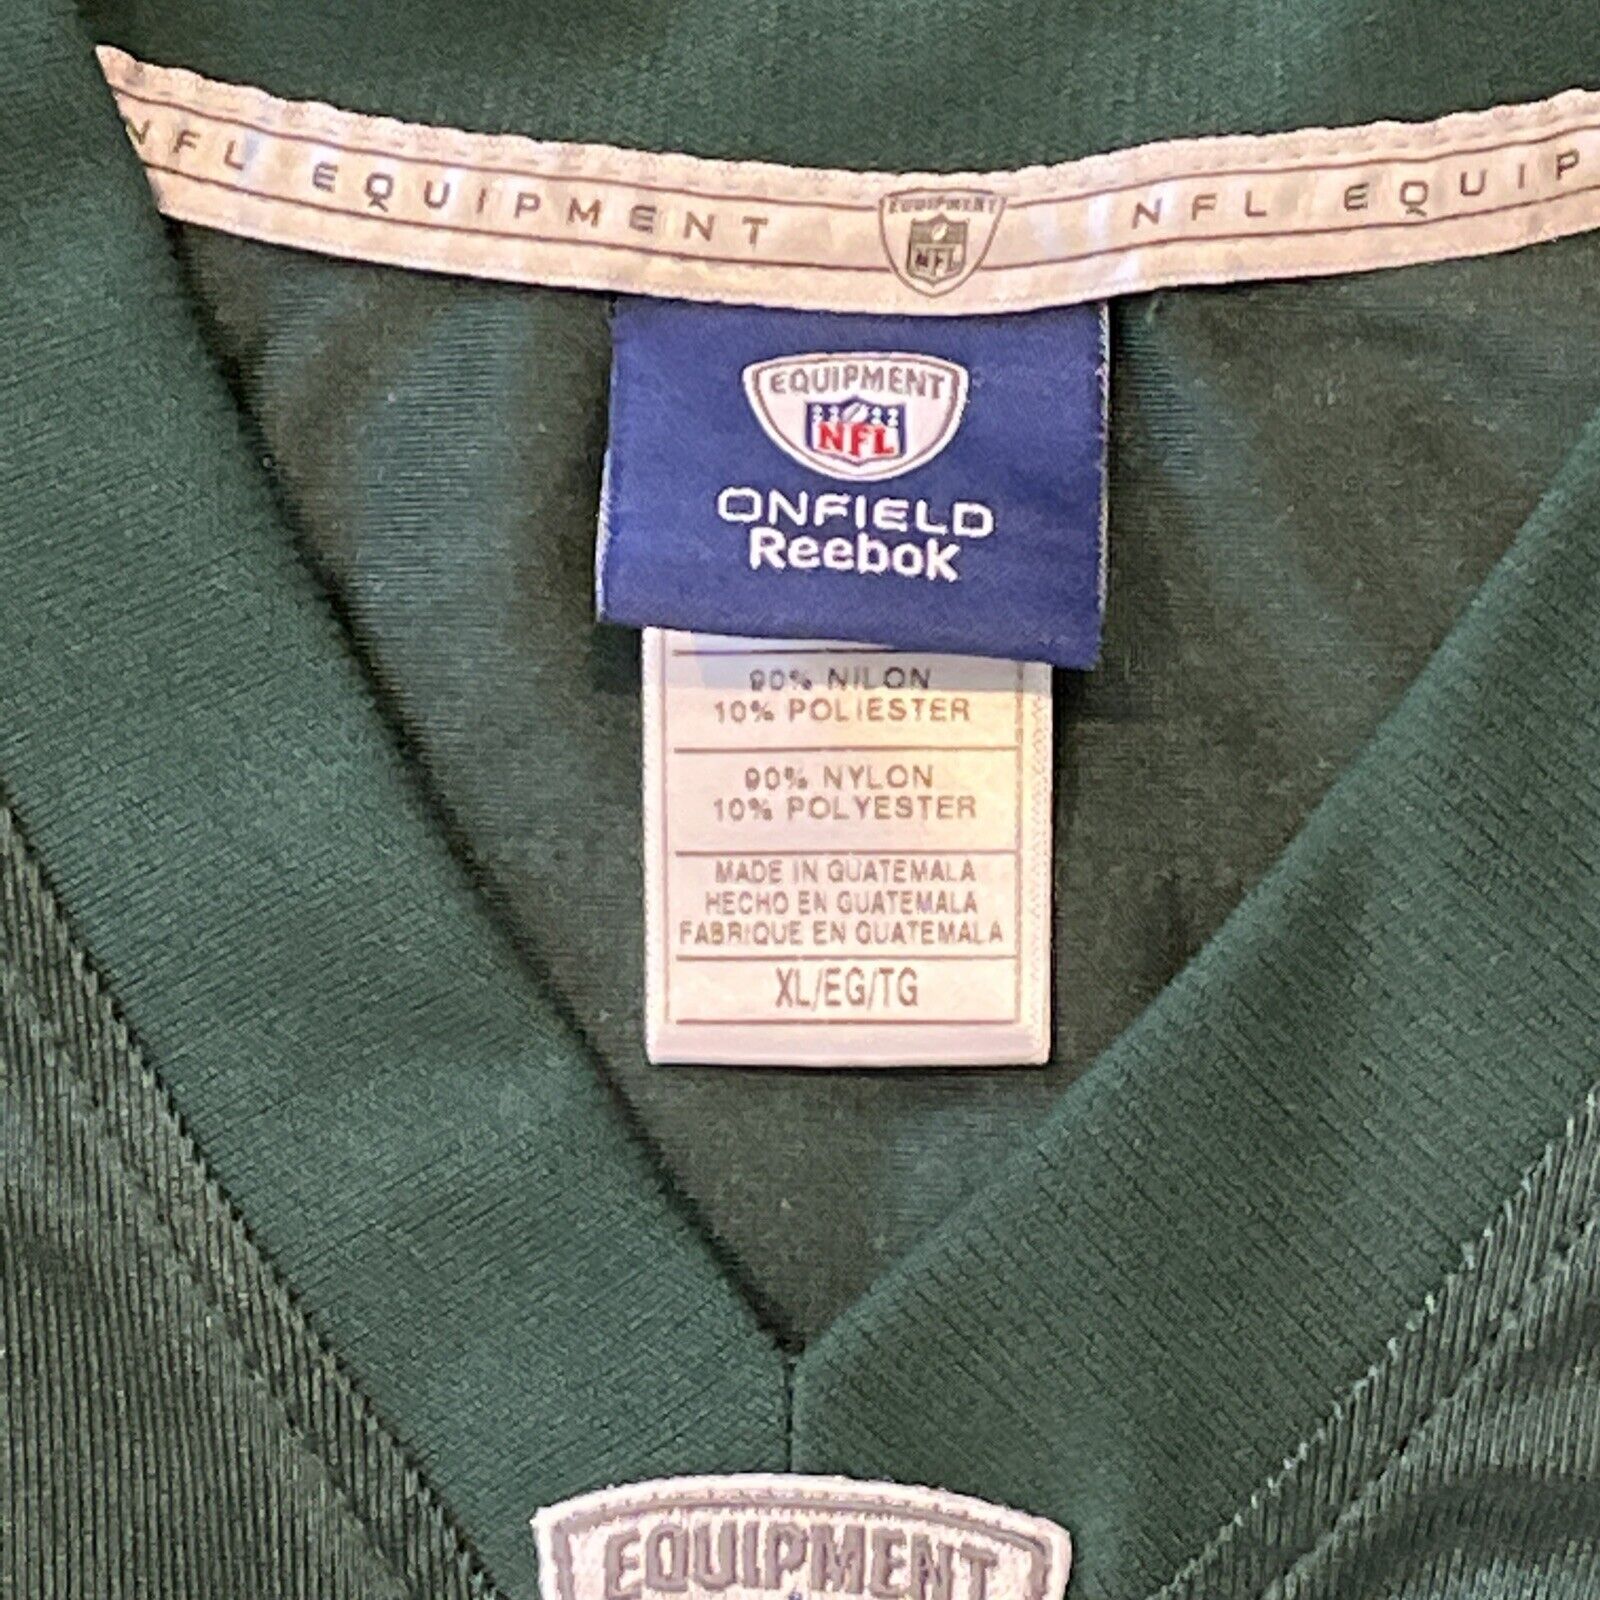 NFL EQUIPMENT EQUIPMENT NFL NFL EQUIP
EQUIPMENT
NFL
ONFIELD
Reebok
90% NILON
10% POLIESTER
90% NYLON
10% POLYESTER
MADE IN GUATEMALA
HECHO EN GUATEMALA
FABRIQUE EN GUATEMALA
XL/EG/TG
EQUIPMENT